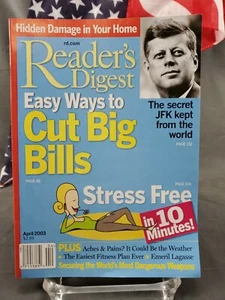 Hidden Damage in Your Home
rd.com
Reader's
Digest
Easy Ways to
Cut Big
Bills
The secret
JFK kept
from the
world
Stress Free
in 10
Minutes!
April 2003
PLUS Aches & Pains? It Could Be the Weather
• The Easiest Fitness Plan Ever • Emeril Lagasse
Securing the World's Most Dangerous Weapons